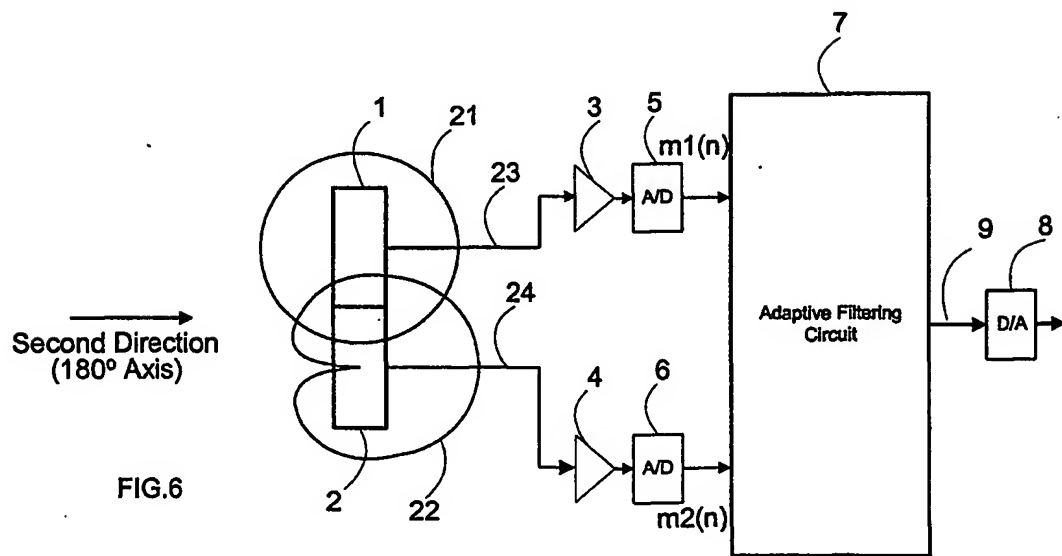 7
1
21
3
5
m1(n)
23
A/D
9
8
24
Adaptive Filtering
Circuit
D/A
Second Direction
(180º Axis)
4
6
A/D
FIG.6
2
22
m2(n)